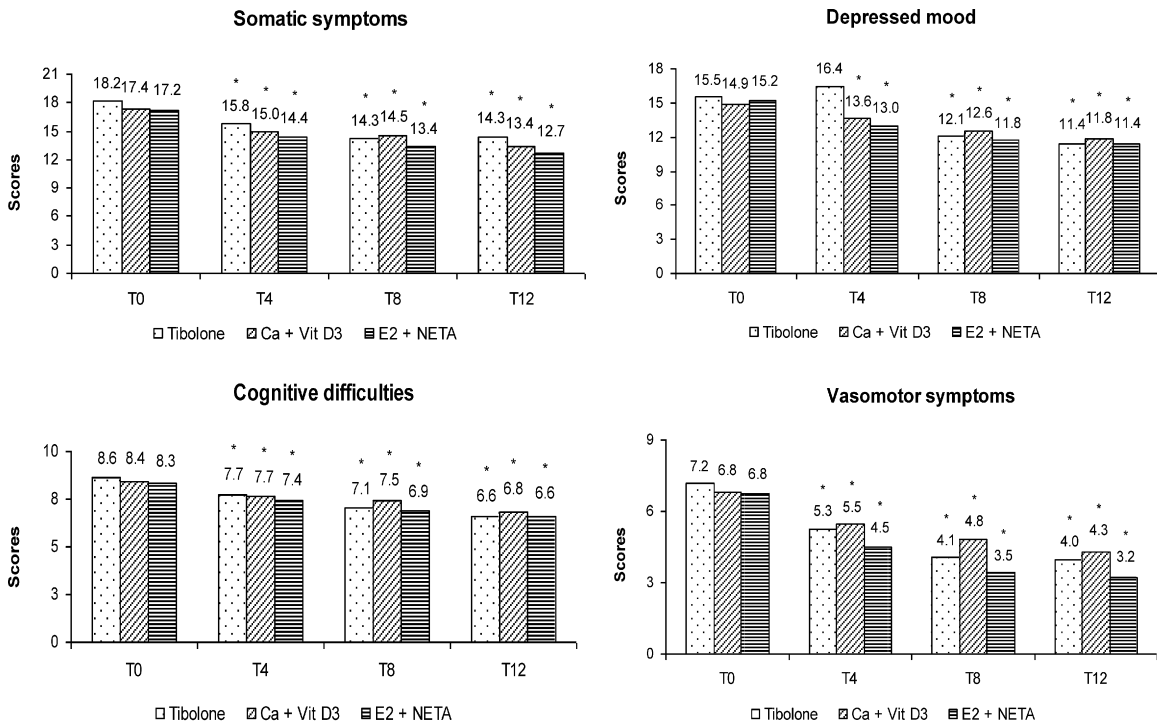 Somatic symptoms
Scores
21
18
15
12
9
6
3
0
* * * * * * * * *
18.2 17.4 17.2 15.8 15.0 14.4 14.3 14.5 13.4 14.3 13.4 12.7
T0 T4 T8 T12
Tibolone Ca + Vit D3 E2 + NETA
Depressed mood
Scores
18
15
12
9
6
3
0
* * * * * * * *
15.5 14.9 15.2 16.4 13.6 13.0 12.1 12.6 11.8 11.4 11.8 11.4
T0 T4 T8 T12
Tibolone Ca + Vit D3 E2 + NETA
Cognitive difficulties
Scores
10
8
5
3
0
* * * * * * * * *
8.6 8.4 8.3 7.7 7.7 7.4 7.1 7.5 6.9 6.6 6.8 6.6
T0 T4 T8 T12
Tibolone Ca + Vit D3 E2 + NETA
Vasomotor symptoms
Scores
9
6
3
0
* * * * * * * * *
7.2 6.8 6.8 5.3 5.5 4.5 4.1 4.8 3.5 4.0 4.3 3.2
T0 T4 T8 T12
Tibolone Ca + Vit D3 E2 + NETA